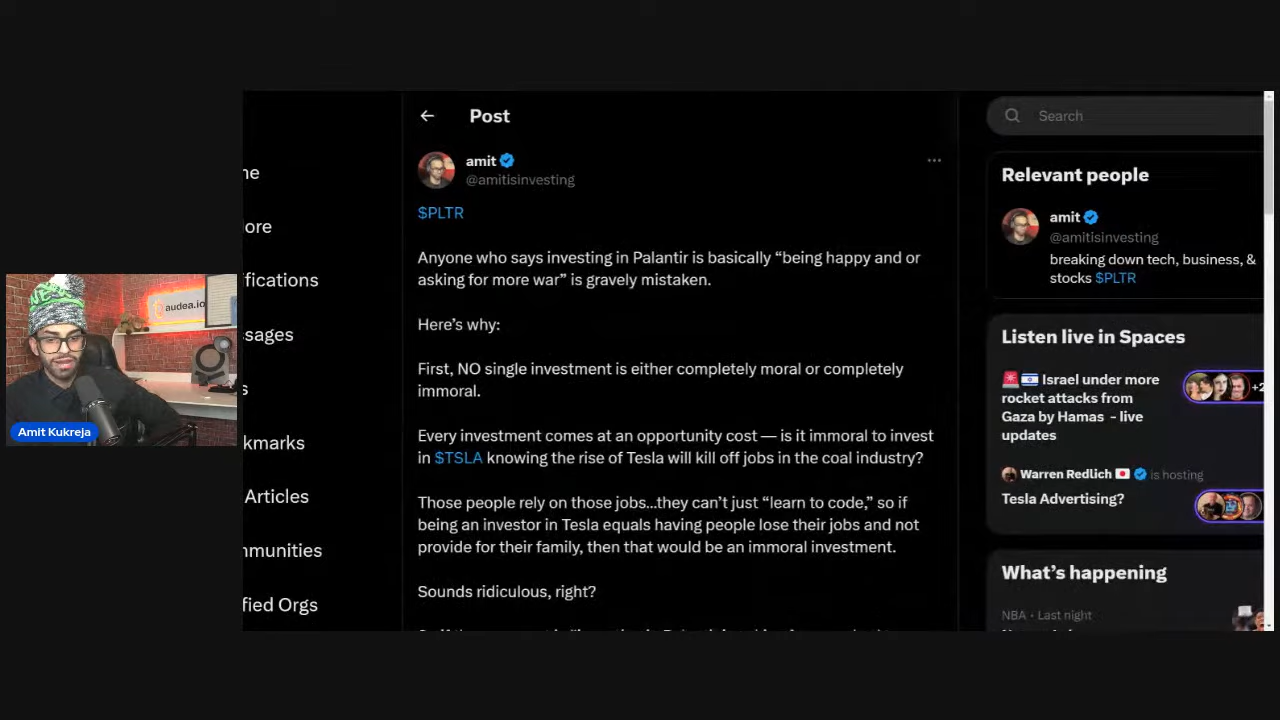 Post
Search
amit
@amitisinvesting
$PLTR
Anyone who says investing in Palantir is basically “being happy and or
asking for more war” is gravely mistaken.
Here’s why:
First, NO single investment is either completely moral or completely
immoral.
Every investment comes at an opportunity cost — is it immoral to invest
in $TSLA knowing the rise of Tesla will kill off jobs in the coal industry?
Those people rely on those jobs...they can’t just “learn to code,” so if
being an investor in Tesla equals having people lose their jobs and not
provide for their family, then that would be an immoral investment.
Sounds ridiculous, right?
ne
ore
fications
sages
s
kmarks
Articles
nmunities
fied Orgs
Relevant people
amit
@amitisinvesting
breaking down tech, business, &
stocks $PLTR
Listen live in Spaces
Israel under more
rocket attacks from
Gaza by Hamas - live
updates
+2
Warren Redlich is hosting
Tesla Advertising?
What’s happening
NBA · Last night
audea.io
Amit Kukreja